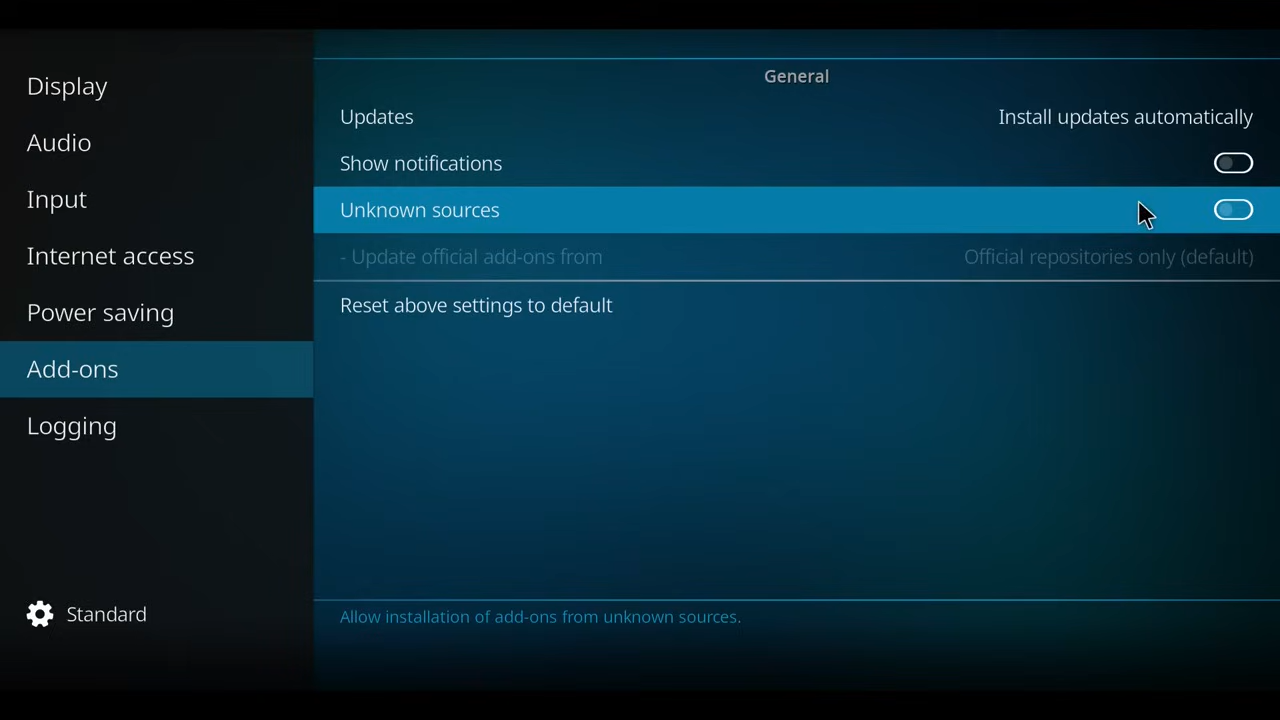 Display
Audio
Input
Internet access
Power saving
Add-ons
Logging
Standard
General
Updates Install updates automatically
Show notifications
Unknown sources
- Update official add-ons from Official repositories only (default)
Reset above settings to default
Allow installation of add-ons from unknown sources.